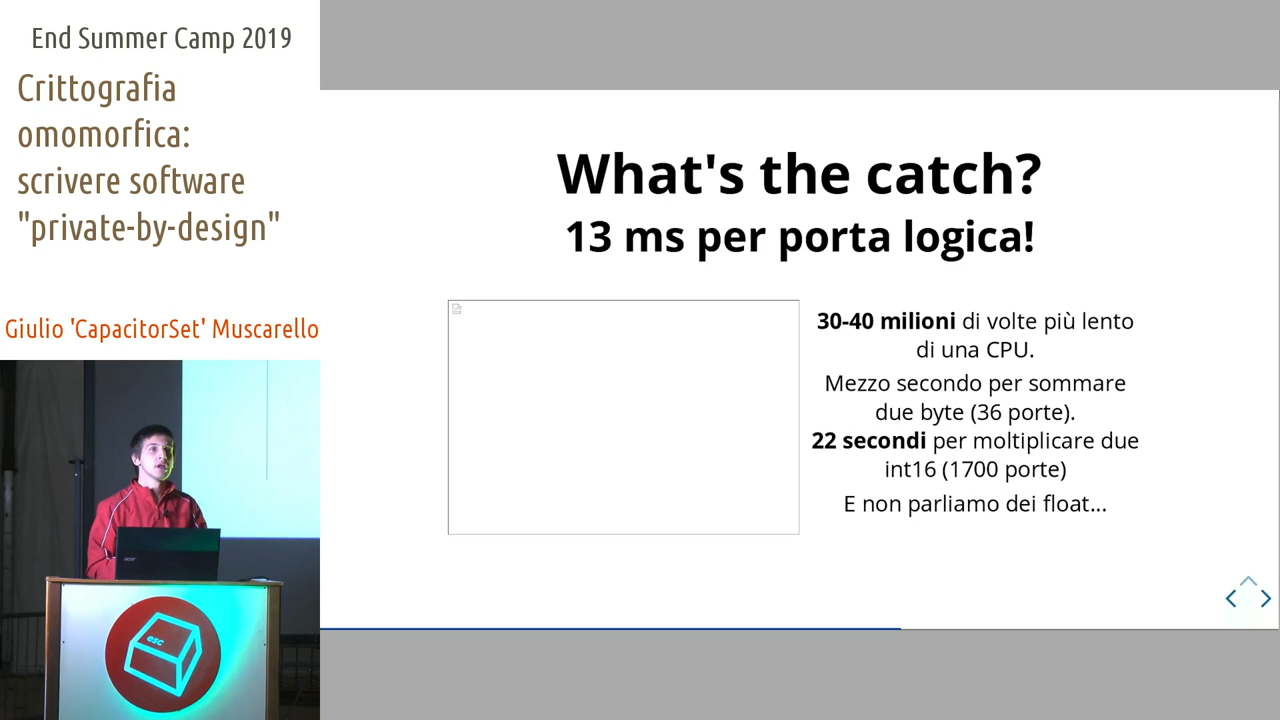 End Summer Camp 2019
Crittografia
omomorfica:
scrivere software
"private-by-design"
Giulio 'CapacitorSet' Muscarello
What's the catch?
13 ms per porta logica!
30-40 milioni di volte più lento
di una CPU.
Mezzo secondo per sommare
due byte (36 porte).
22 secondi per moltiplicare due
int16 (1700 porte)
E non parliamo dei float...
acer
esc